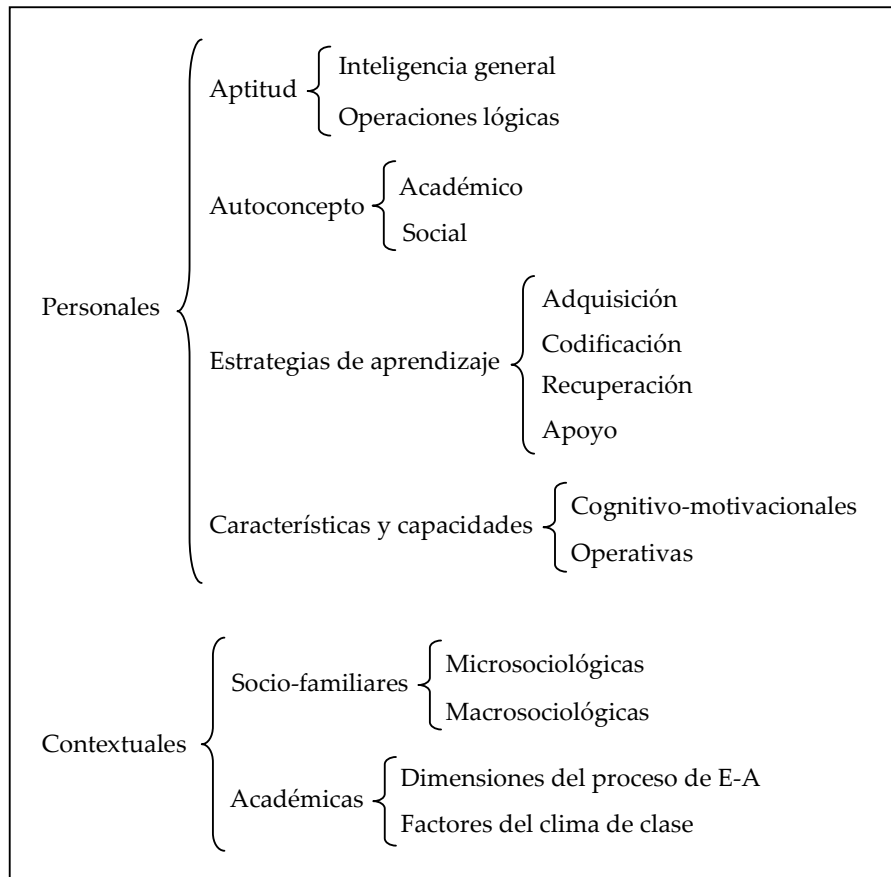 Personales
Aptitud
Inteligencia general
Operaciones lógicas
Autoconcepto
Académico
Social
Estrategias de aprendizaje
Adquisición
Codificación
Recuperación
Apoyo
Características y capacidades
Cognitivo-motivacionales
Operativas
Contextuales
Socio-familiares
Microsociológicas
Macrosociológicas
Académicas
Dimensiones del proceso de E-A
Factores del clima de clase